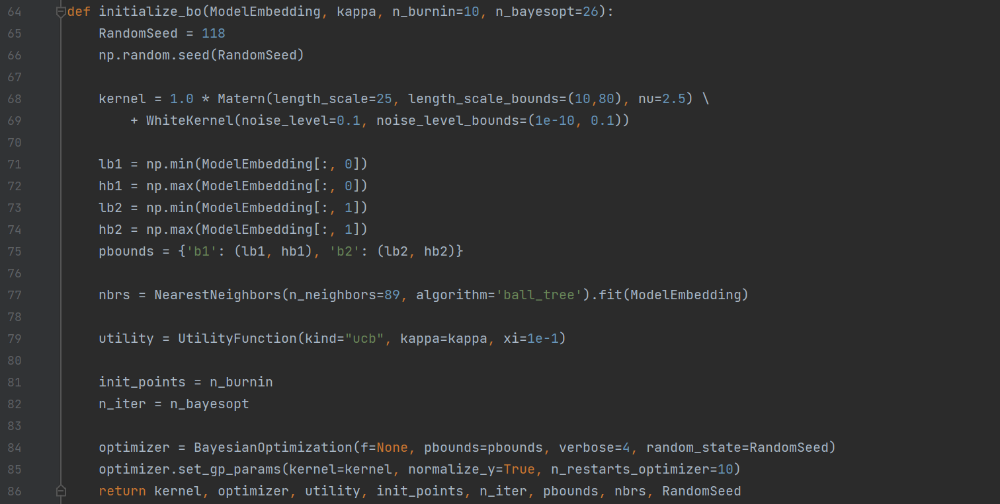 64 def initialize_bo(ModelEmbedding, kappa, n_burnin=10, n_bayesopt=26):
65     RandomSeed = 118
66     np.random.seed(RandomSeed)
67
68     kernel = 1.0 * Matern(length_scale=25, length_scale_bounds=(10,80), nu=2.5) \
69         + WhiteKernel(noise_level=0.1, noise_level_bounds=(1e-10, 0.1))
70
71     lb1 = np.min(ModelEmbedding[:, 0])
72     hb1 = np.max(ModelEmbedding[:, 0])
73     lb2 = np.min(ModelEmbedding[:, 1])
74     hb2 = np.max(ModelEmbedding[:, 1])
75     pbounds = {'b1': (lb1, hb1), 'b2': (lb2, hb2)}
76
77     nbrs = NearestNeighbors(n_neighbors=89, algorithm='ball_tree').fit(ModelEmbedding)
78
79     utility = UtilityFunction(kind="ucb", kappa=kappa, xi=1e-1)
80
81     init_points = n_burnin
82     n_iter = n_bayesopt
83
84     optimizer = BayesianOptimization(f=None, pbounds=pbounds, verbose=4, random_state=RandomSeed)
85     optimizer.set_gp_params(kernel=kernel, normalize_y=True, n_restarts_optimizer=10)
86     return kernel, optimizer, utility, init_points, n_iter, pbounds, nbrs, RandomSeed